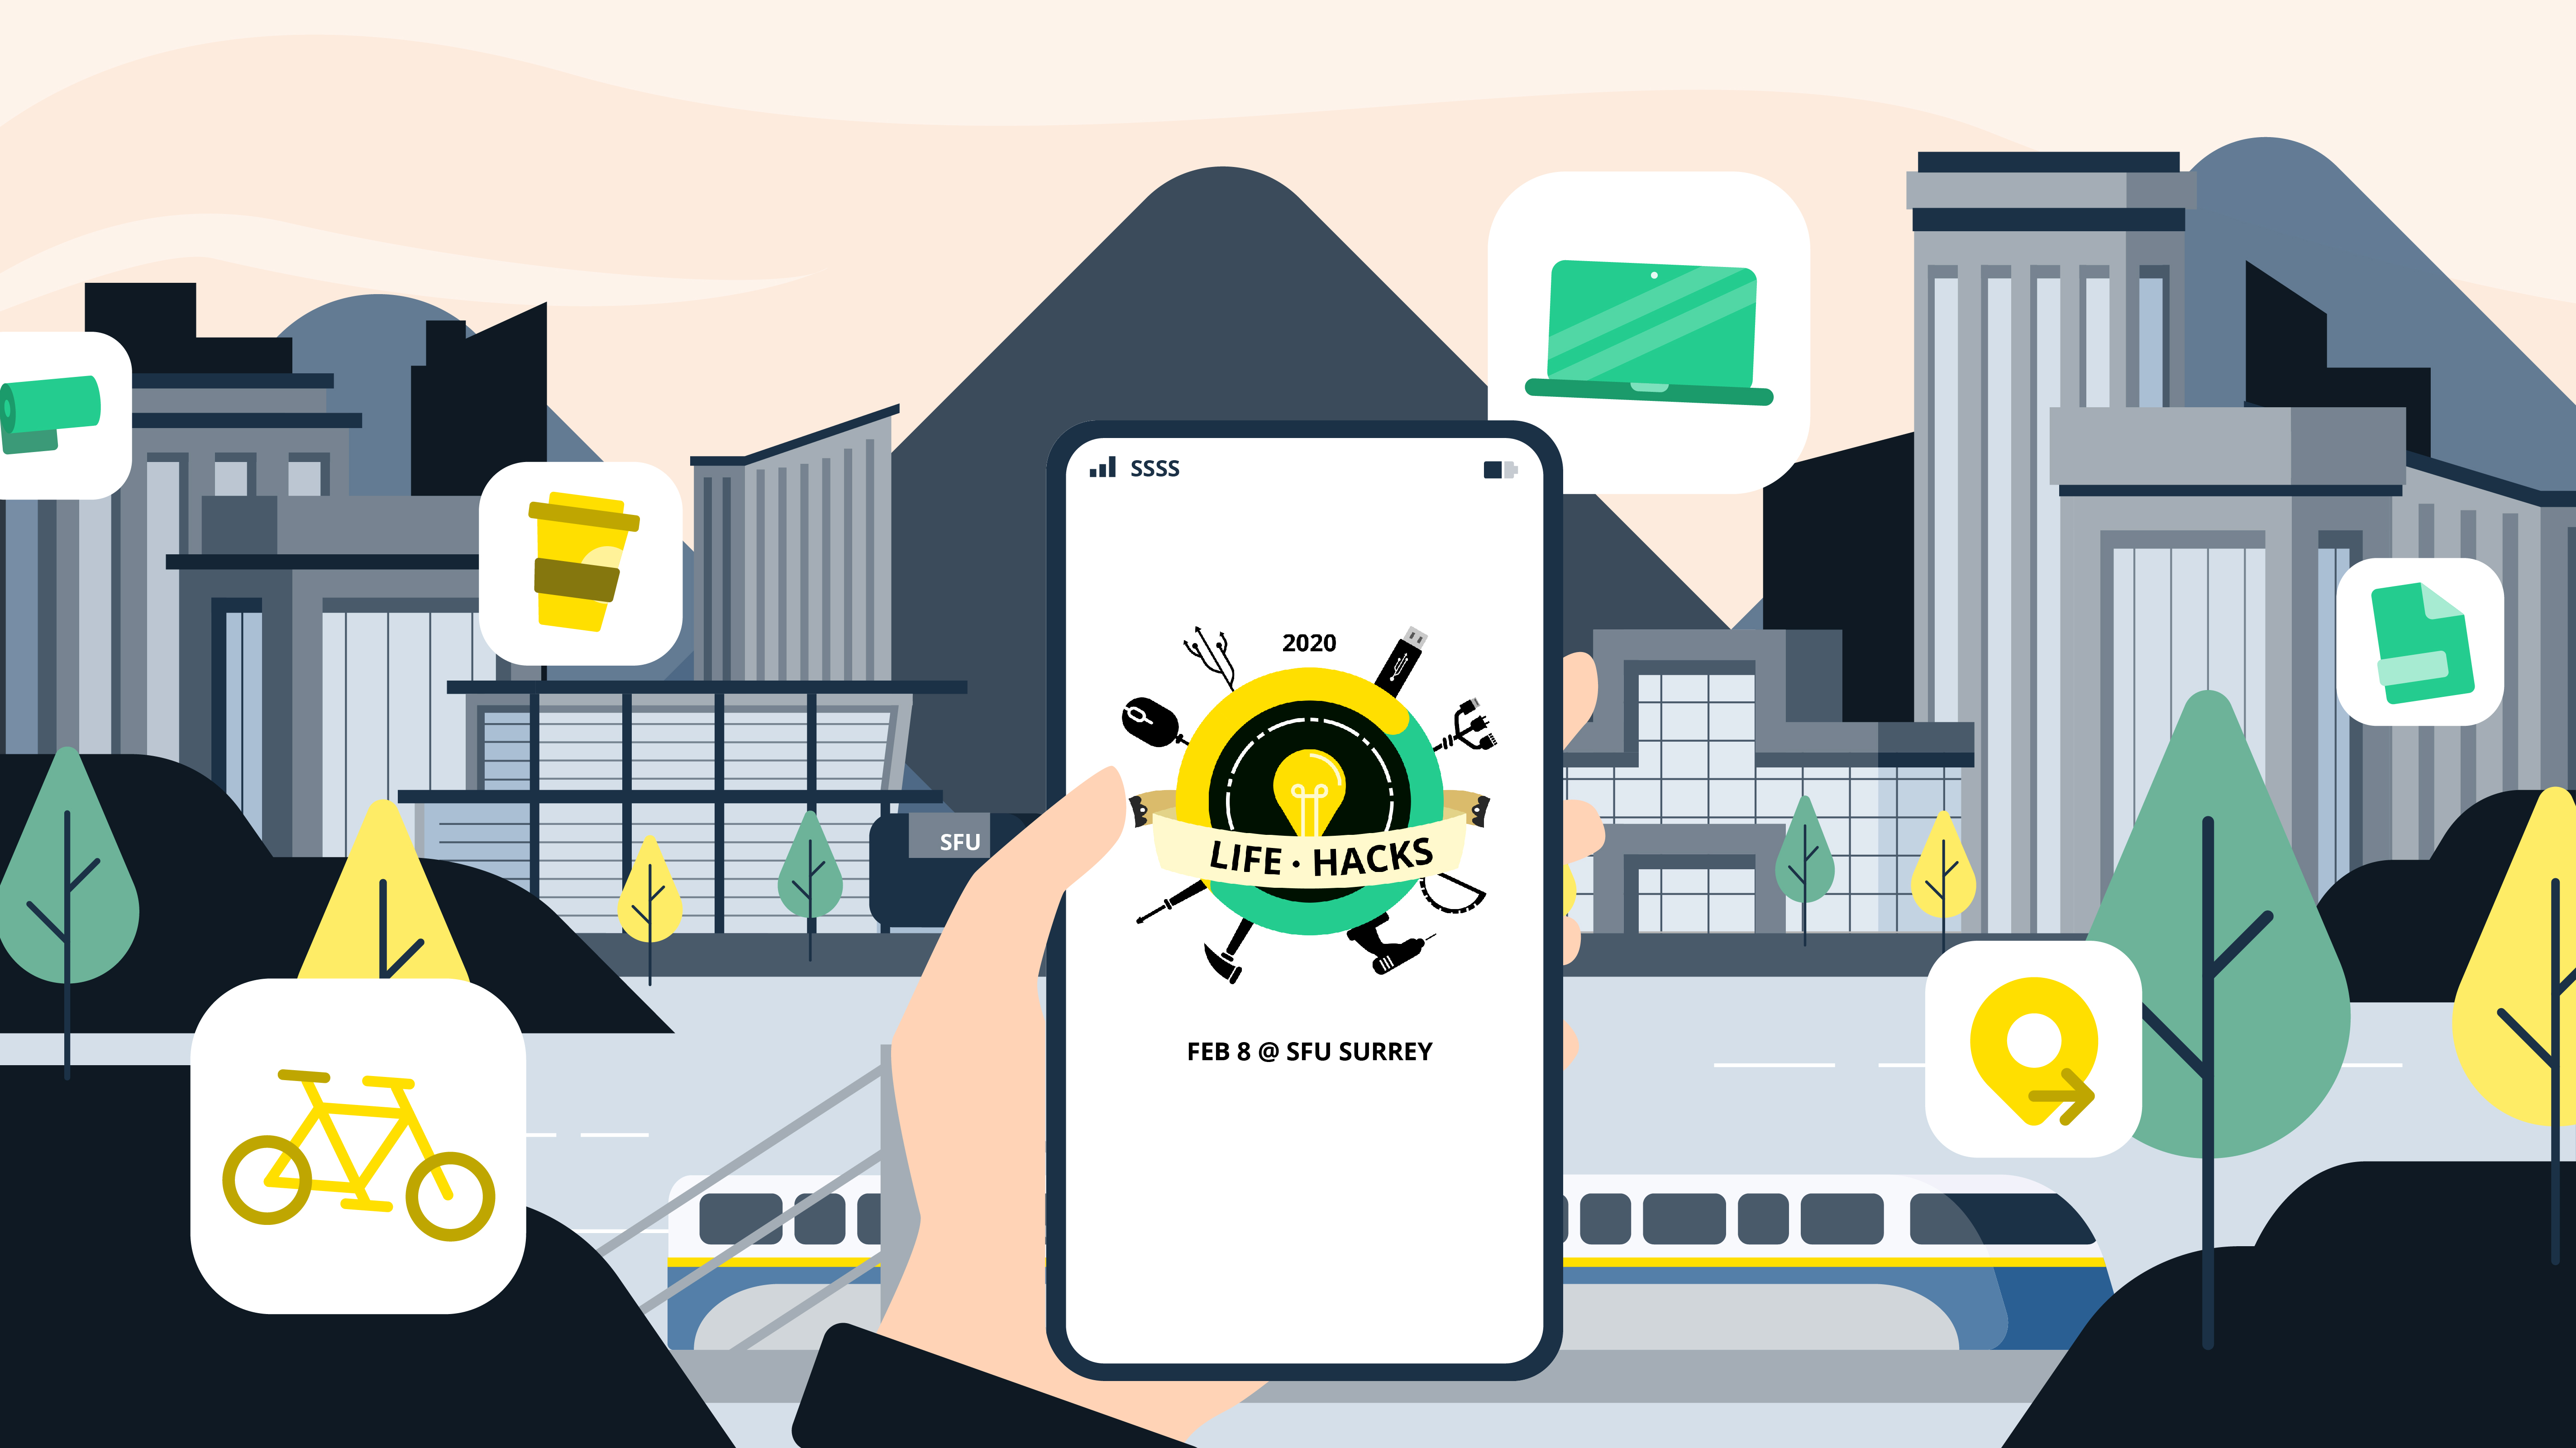 SSSS
2020
LIFE · HACKS
FEB 8 @ SFU SURREY
SFU